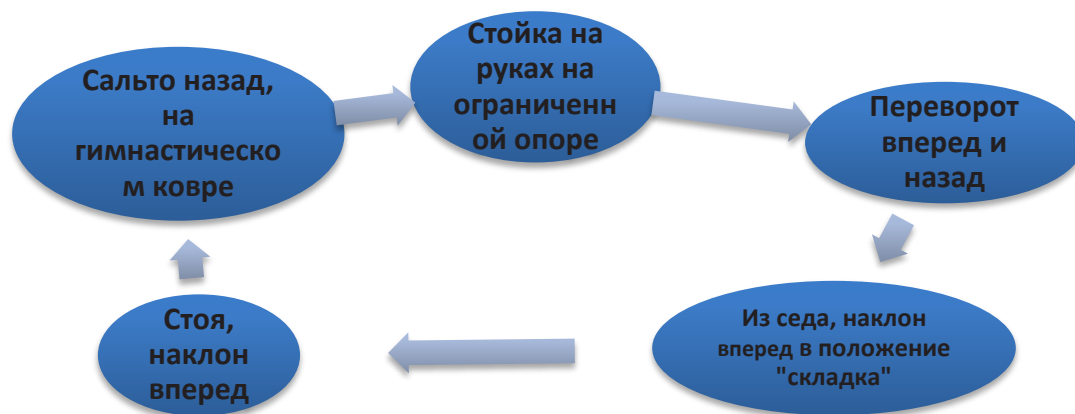 Сальто назад,
на
гимнастическо
м ковре
Стойка на
руках на
ограниченн
ой опоре
Переворот
вперед и
назад
Из седа, наклон
вперед в положение
"складка"
Стоя,
наклон
вперед